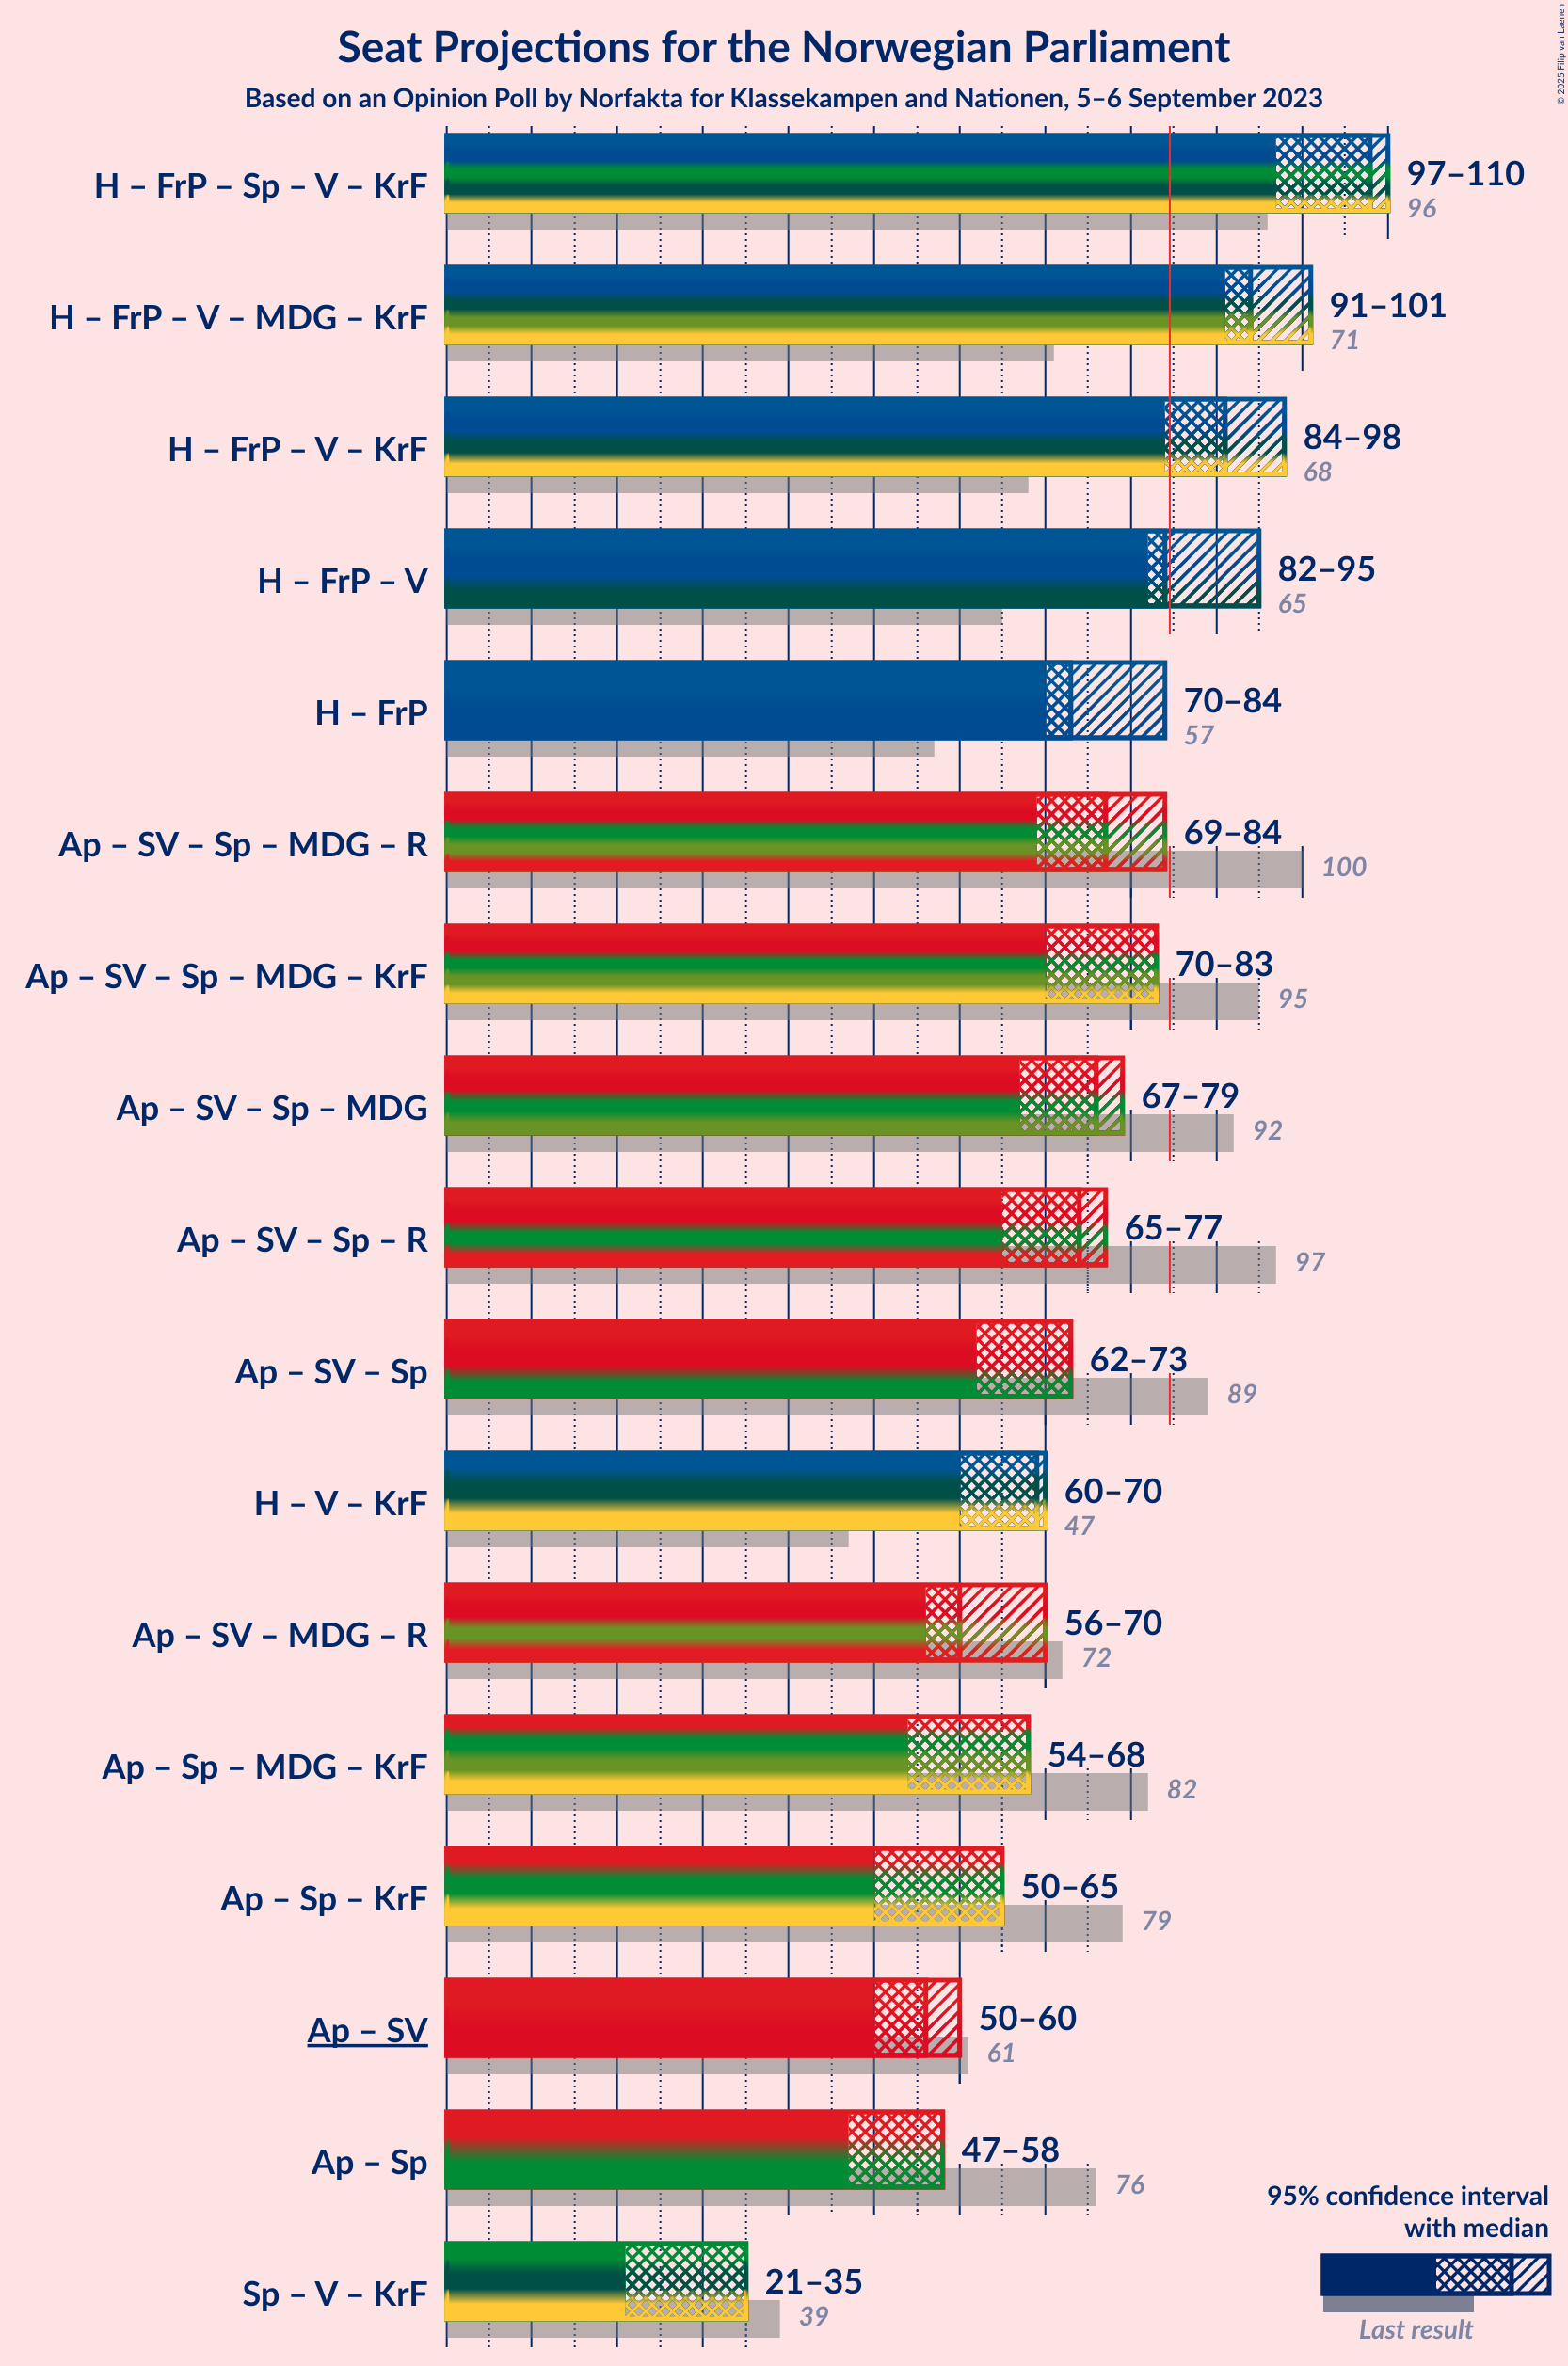 Seat Projections for the Norwegian Parliament
Based on an Opinion Poll by Norfakta for Klassekampen and Nationen, 5–6 September 2023
© 2025 Filip van Laenen
H – FrP – Sp – V – KrF
97–110
96
H – FrP – V – MDG – KrF
91–101
71
H – FrP – V – KrF
84–98
68
H – FrP – V
82–95
65
H – FrP
70–84
57
Ap – SV – Sp – MDG – R
69–84
100
Ap – SV – Sp – MDG – KrF
70–83
95
Ap – SV – Sp – MDG
67–79
92
Ap – SV – Sp – R
65–77
97
Ap – SV – Sp
62–73
89
H – V – KrF
60–70
47
Ap – SV – MDG – R
56–70
72
Ap – Sp – MDG – KrF
54–68
82
Ap – Sp – KrF
50–65
79
Ap – SV
50–60
61
Ap – Sp
47–58
76
Sp – V – KrF
21–35
39
95% confidence interval
with median
Last result